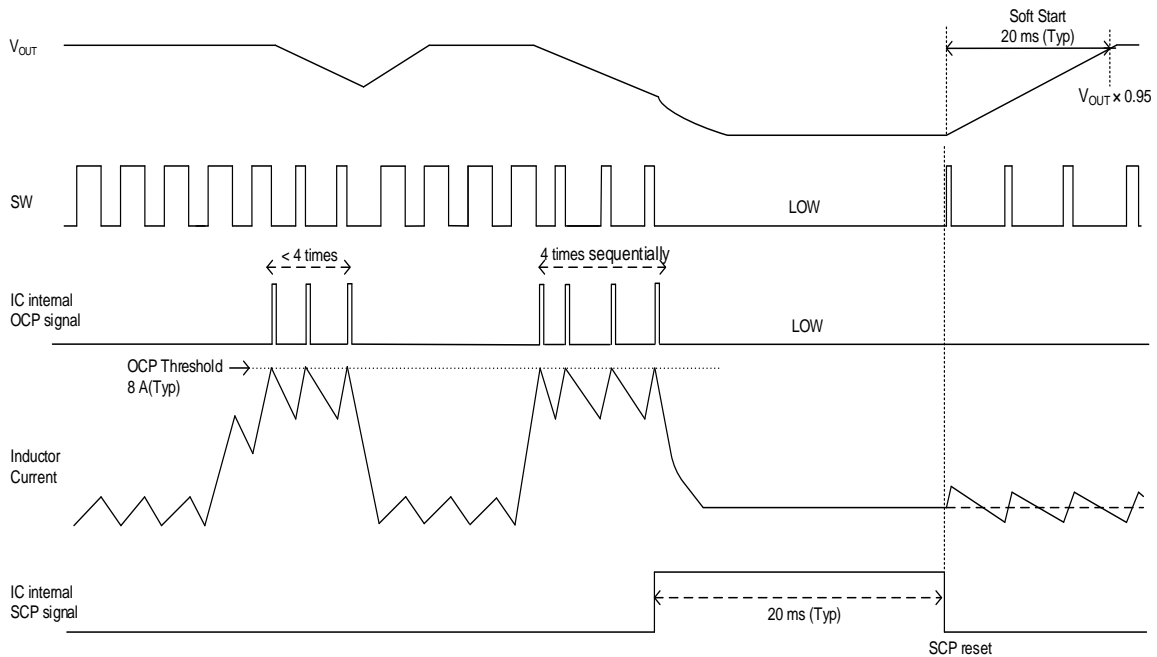 Soft Start
20 ms (Typ)
VOUT
VOUT × 0.95
SW
LOW
< 4 times
4 times sequentially
IC internal
OCP signal
LOW
OCP Threshold
8 A(Typ)
Inductor
Current
IC internal
SCP signal
20 ms (Typ)
SCP reset